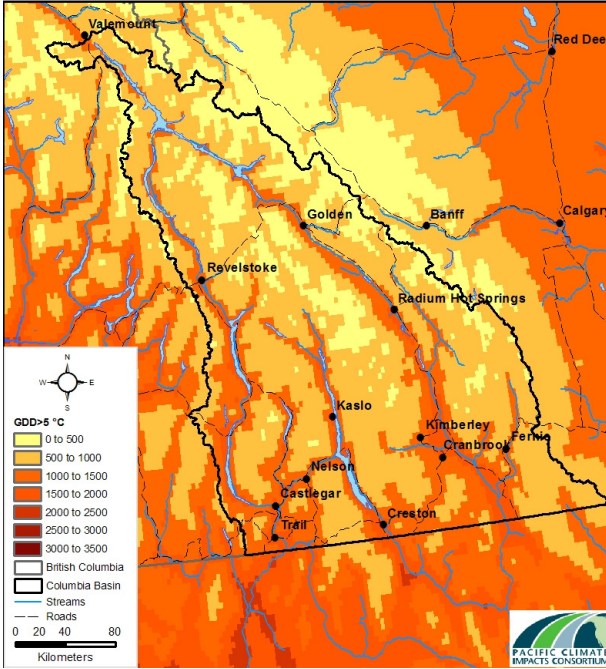 Valemount
Red Dee
Golden
Banff
Calgary
Revelstoke
Radium Hot Springs
Kaslo
Kimberley
Cranbrook
Fernie
Nelson
Castlegar
Trail
Creston
N
W E
S
GDD>5 °C
0 to 500
500 to 1000
1000 to 1500
1500 to 2000
2000 to 2500
2500 to 3000
3000 to 3500
British Columbia
Columbia Basin
Streams
Roads
0 20 40 80
Kilometers
PACIFIC CLIMATE
IMPACTS CONSORTIUM